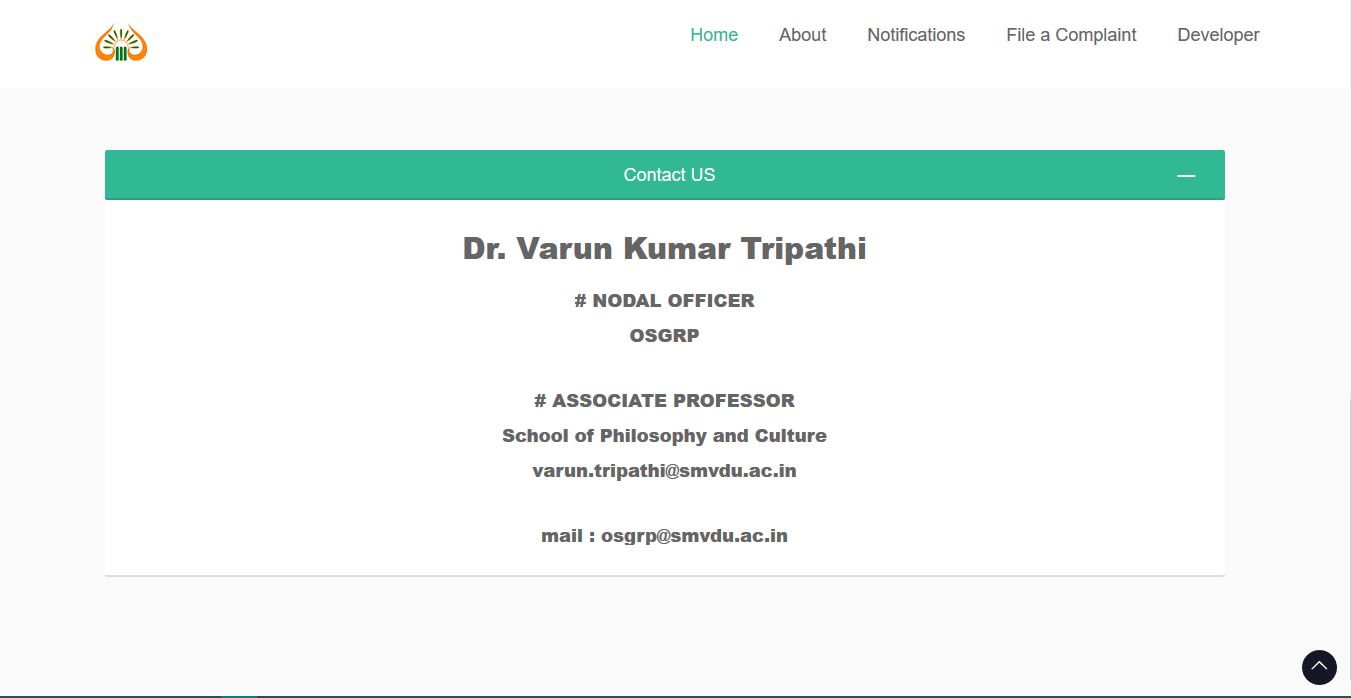 Home About Notifications File a Complaint Developer
Contact US
Dr. Varun Kumar Tripathi
# NODAL OFFICER
OSGRP
# ASSOCIATE PROFESSOR
School of Philosophy and Culture
varun.tripathi@smvdu.ac.in
mail : osgrp@smvdu.ac.in